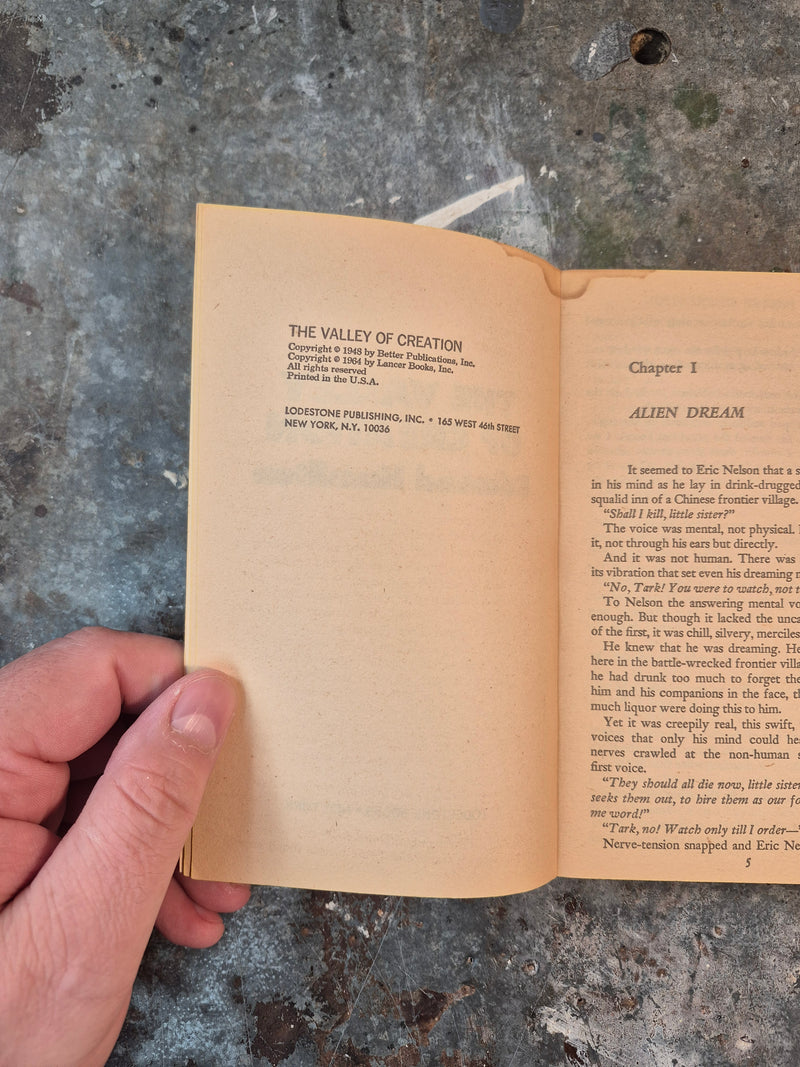 THE VALLEY OF CREATION
Copyright © 1948 by Better Publications, Inc.
Copyright © 1964 by Lancer Books, Inc.
All rights reserved
Printed in the U.S.A.
LODESTONE PUBLISHING, INC. • 165 WEST 46th STREET
NEW YORK, N.Y. 10036
Chapter I
ALIEN DREAM
It seemed to Eric Nelson that a
in his mind as he lay in drink-drugged
squalid inn of a Chinese frontier village.
“Shall I kill, little sister?”
The voice was mental, not physical.
it, not through his ears but directly.
And it was not human. There was
its vibration that set even his dreaming
“No, Tark! You were to watch, not
To Nelson the answering mental
enough. But though it lacked the
of the first, it was chill, silvery,
He knew that he was dreaming. He
here in the battle-wrecked frontier
he had drunk too much to forget the
him and his companions in the face,
much liquor were doing this to him.
Yet it was creepily real, this swift,
voices that only his mind could
nerves crawled at the non-human
first voice.
“They should all die now, little sister
seeks them out, to hire them as our
me word!”
“Tark, no! Watch only till I order—
Nerve-tension snapped and Eric
5